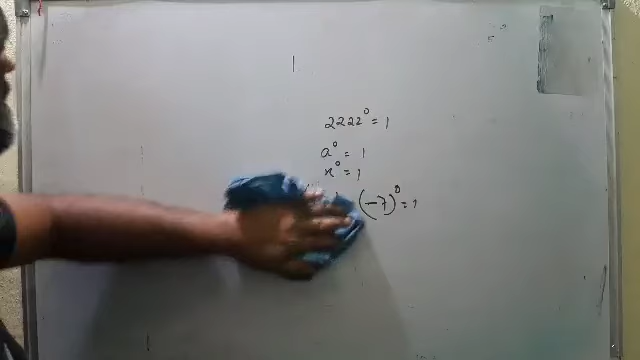 2222⁰ = 1
a⁰ = 1
x⁰ = 1
(-7)⁰ = 1